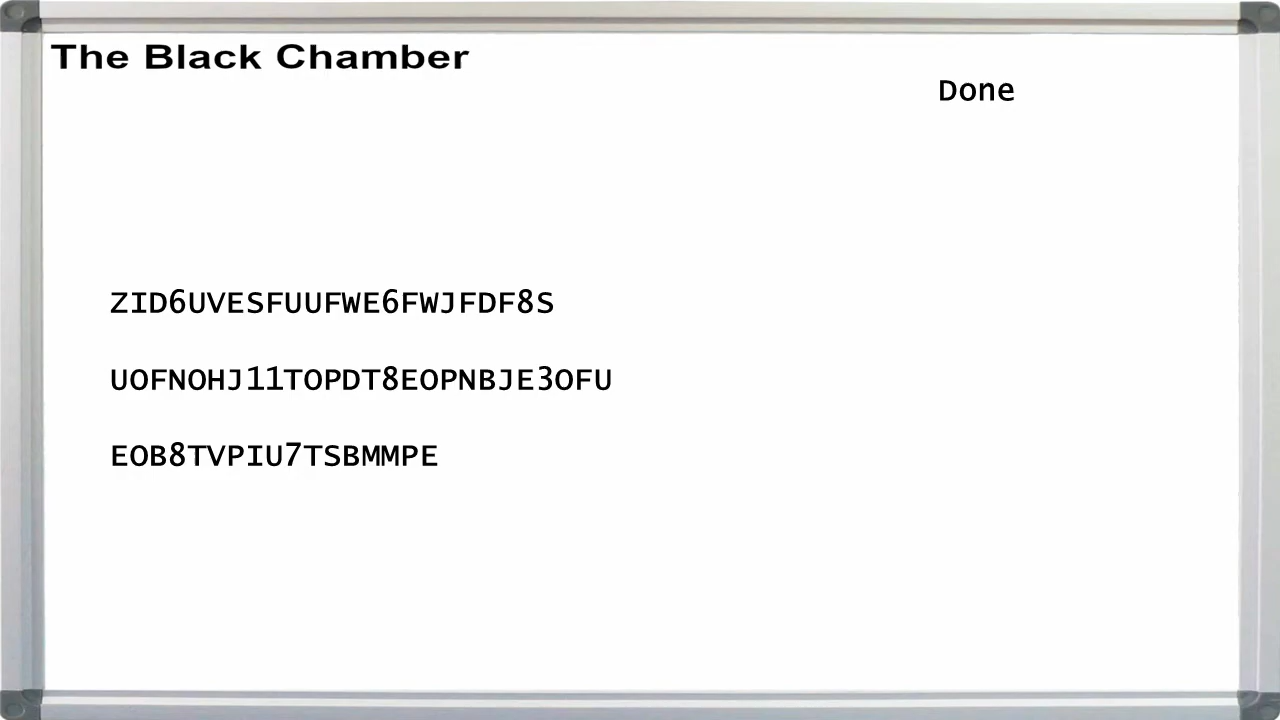 The Black Chamber
Done
ZID6UVESFUUFWE6FWJFDF8S
UOFNOHJ11TOPDT8EOPNBJE3OFU
EOB8TVPIU7TSBMMPE